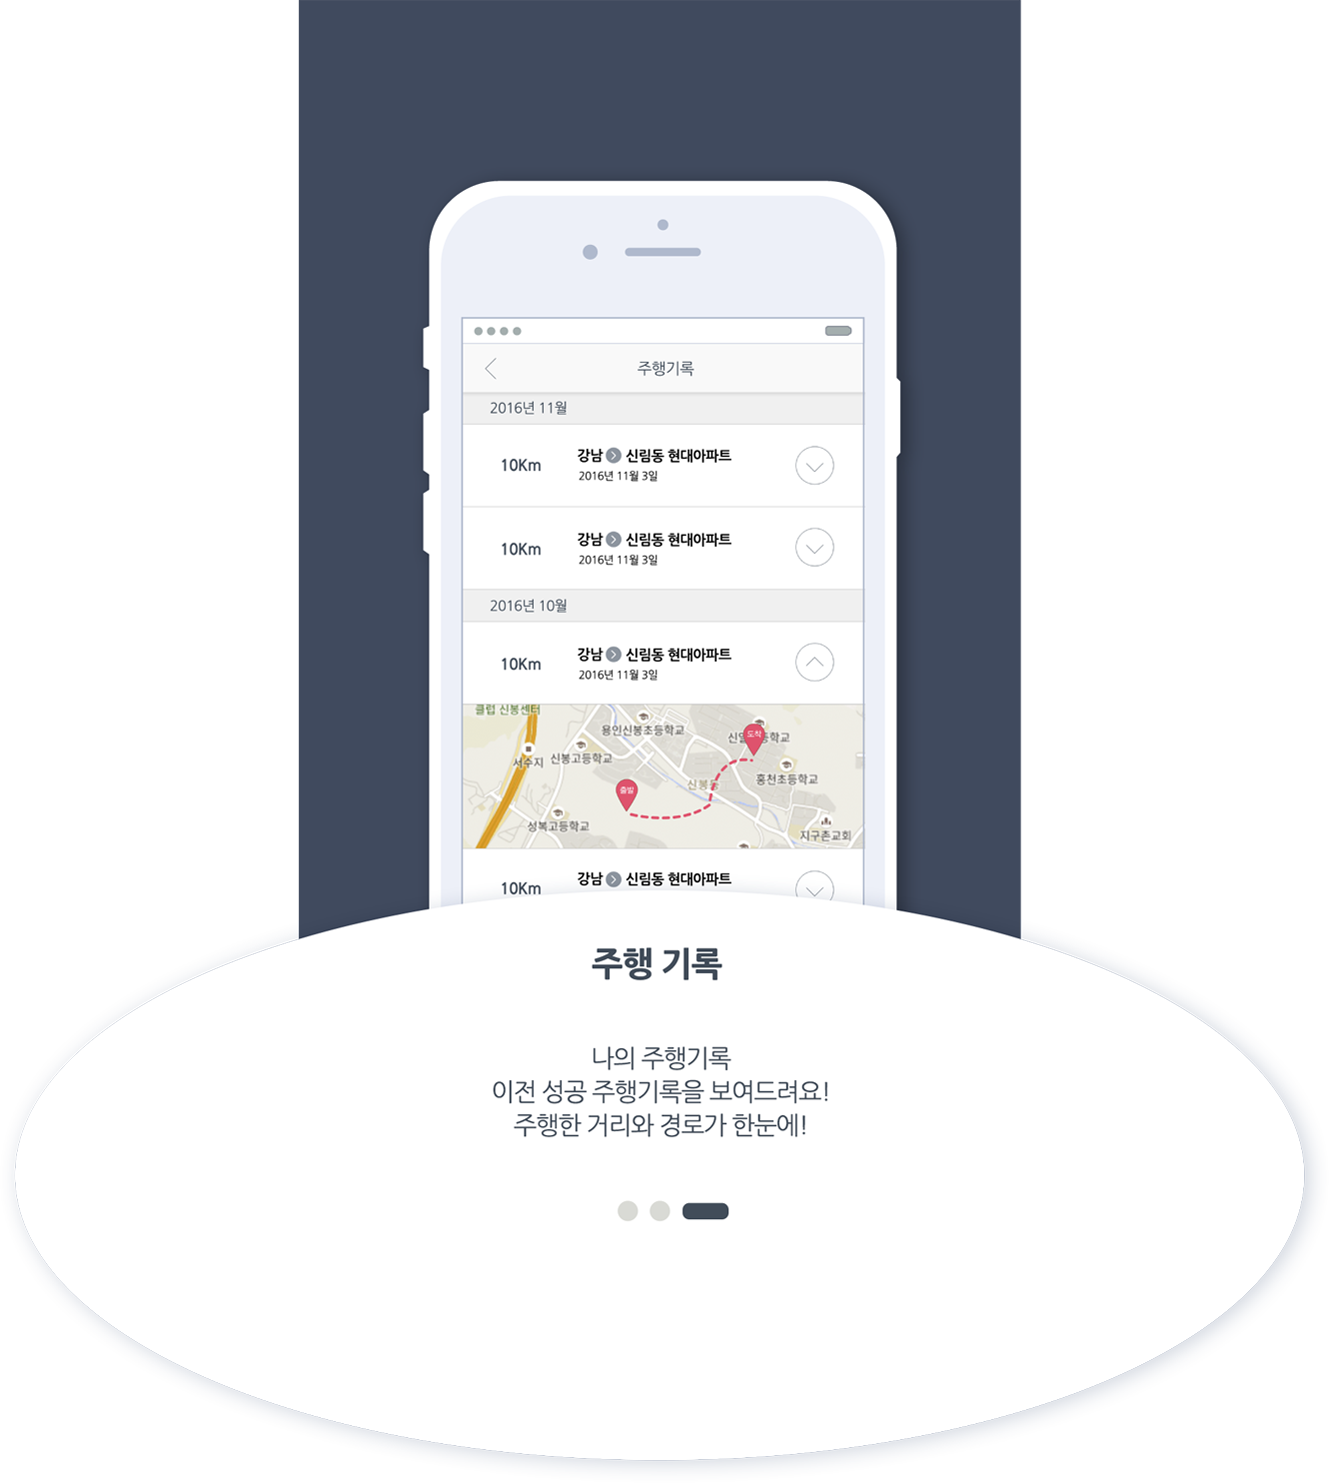 주행기록
2016년 11월
10Km
강남 신림동 현대아파트
2016년 11월 3일
10Km
강남 신림동 현대아파트
2016년 11월 3일
2016년 10월
10Km
강남 신림동 현대아파트
2016년 11월 3일
클럽 신봉센터
용인신봉초등학교
도착
서수지
신봉고등학교
홍천초등학교
출발
성복고등학교
지구촌교회
10Km
강남 신림동 현대아파트
주행 기록
나의 주행기록
이전 성공 주행기록을 보여드려요!
주행한 거리와 경로가 한눈에!